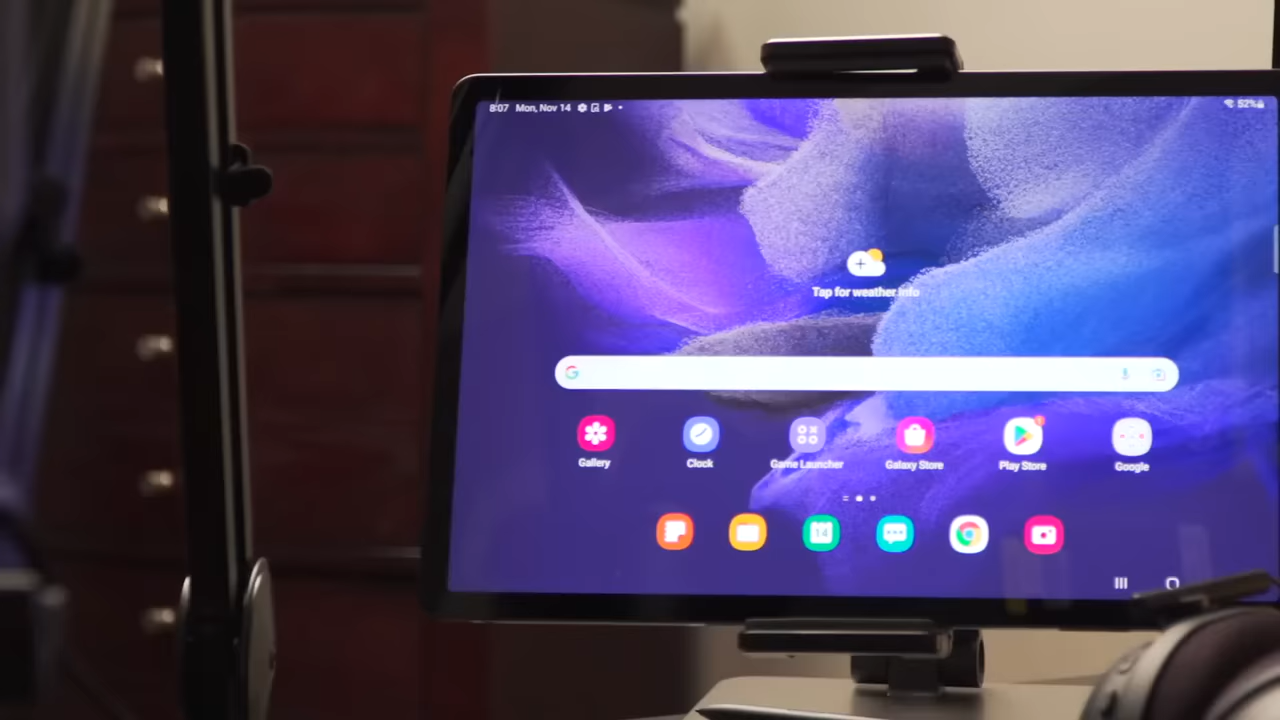 8:07 Mon, Nov 14
52%
Tap for weather info
G
Gallery Clock Game Launcher Galaxy Store Play Store Google
14